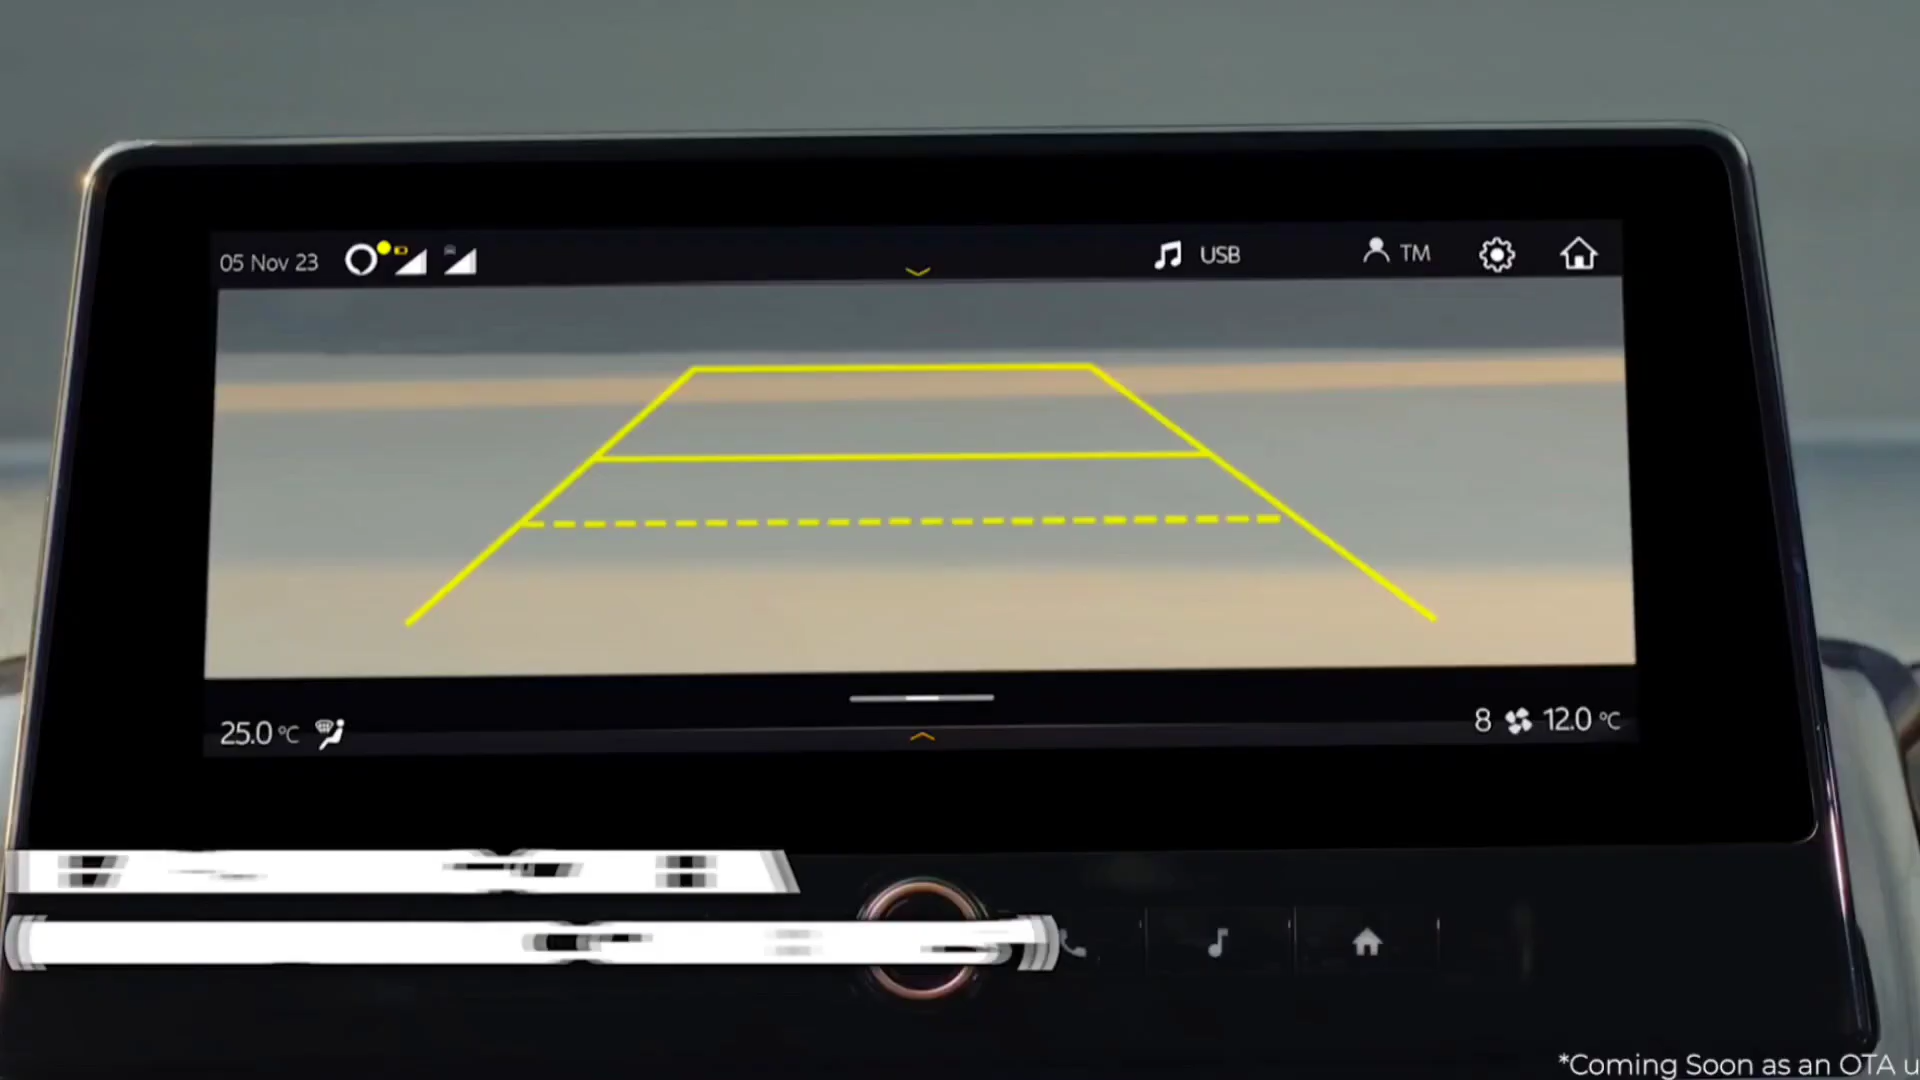 05 Nov 23
USB
TM
25.0 °C
8 12.0 °C
*Coming Soon as an OTA u